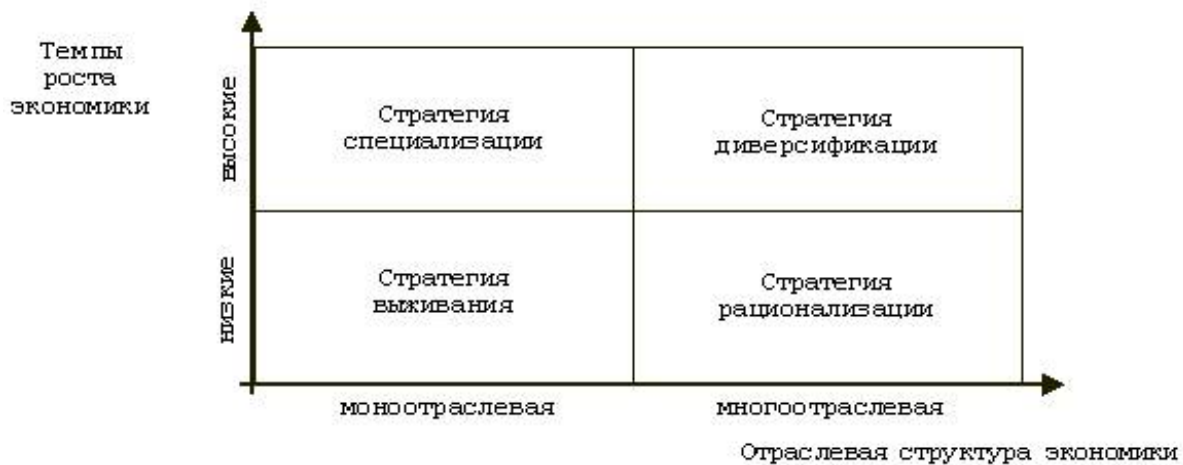 Темпы
роста
экономики
высокие
Стратегия
специализации
Стратегия
диверсификации
низкие
Стратегия
выживания
Стратегия
рационализации
моноотраслевая
многоотраслевая
Отраслевая структура экономики